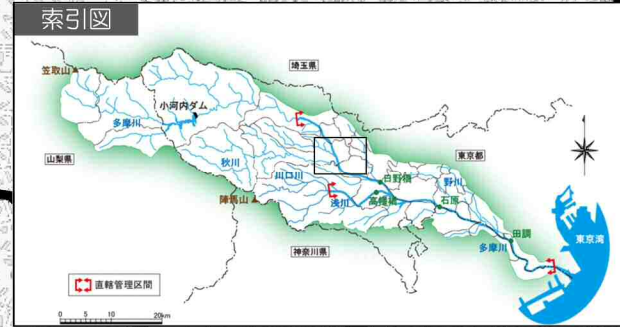 索引図
埼玉県
笠取山
小河内ダム
多摩川
山梨県
秋川
川口川
東京都
日野橋
野川
陣馬山
浅川
高幡橋
石原
田調
多摩川
東京湾
神奈川県
直轄管理区間
0 5 10 20km